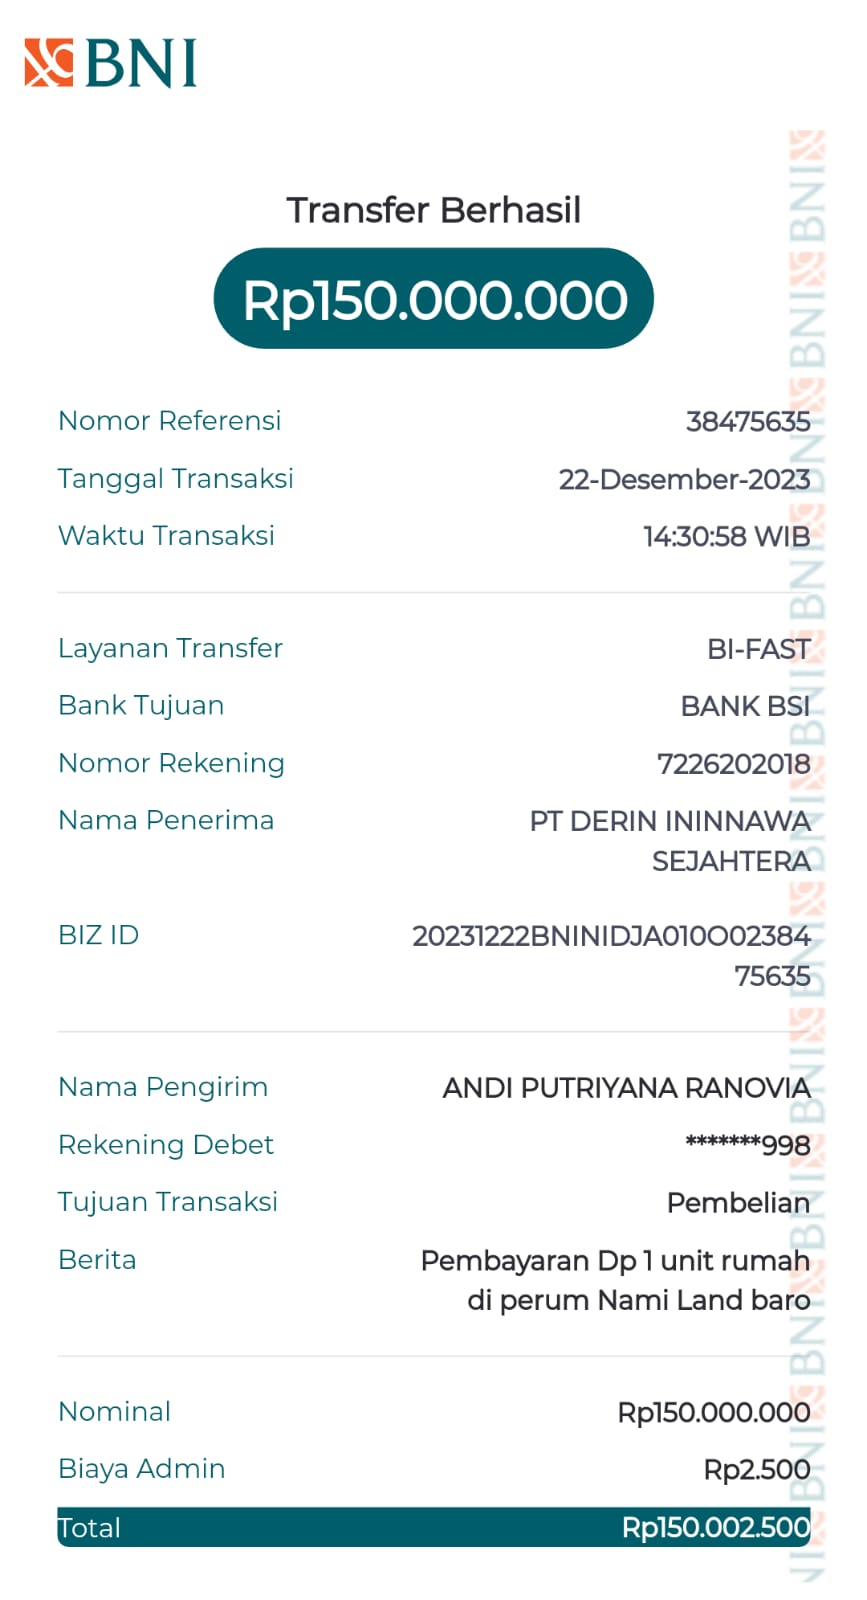 BNI
Transfer Berhasil
Rp150.000.000
Nomor Referensi 38475635
Tanggal Transaksi 22-Desember-2023
Waktu Transaksi 14:30:58 WIB
Layanan Transfer BI-FAST
Bank Tujuan BANK BSI
Nomor Rekening 7226202018
Nama Penerima PT DERIN ININNAWA
SEJAHTERA
BIZ ID 20231222BNINIDJA010O02384
75635
Nama Pengirim ANDI PUTRIYANA RANOVIA
Rekening Debet *******998
Tujuan Transaksi Pembelian
Berita Pembayaran Dp 1 unit rumah
di perum Nami Land baro
Nominal Rp150.000.000
Biaya Admin Rp2.500
Total Rp150.002.500
BNI BNI BNI BNI BNI BNI BNI BNI BNI BNI BNI NI